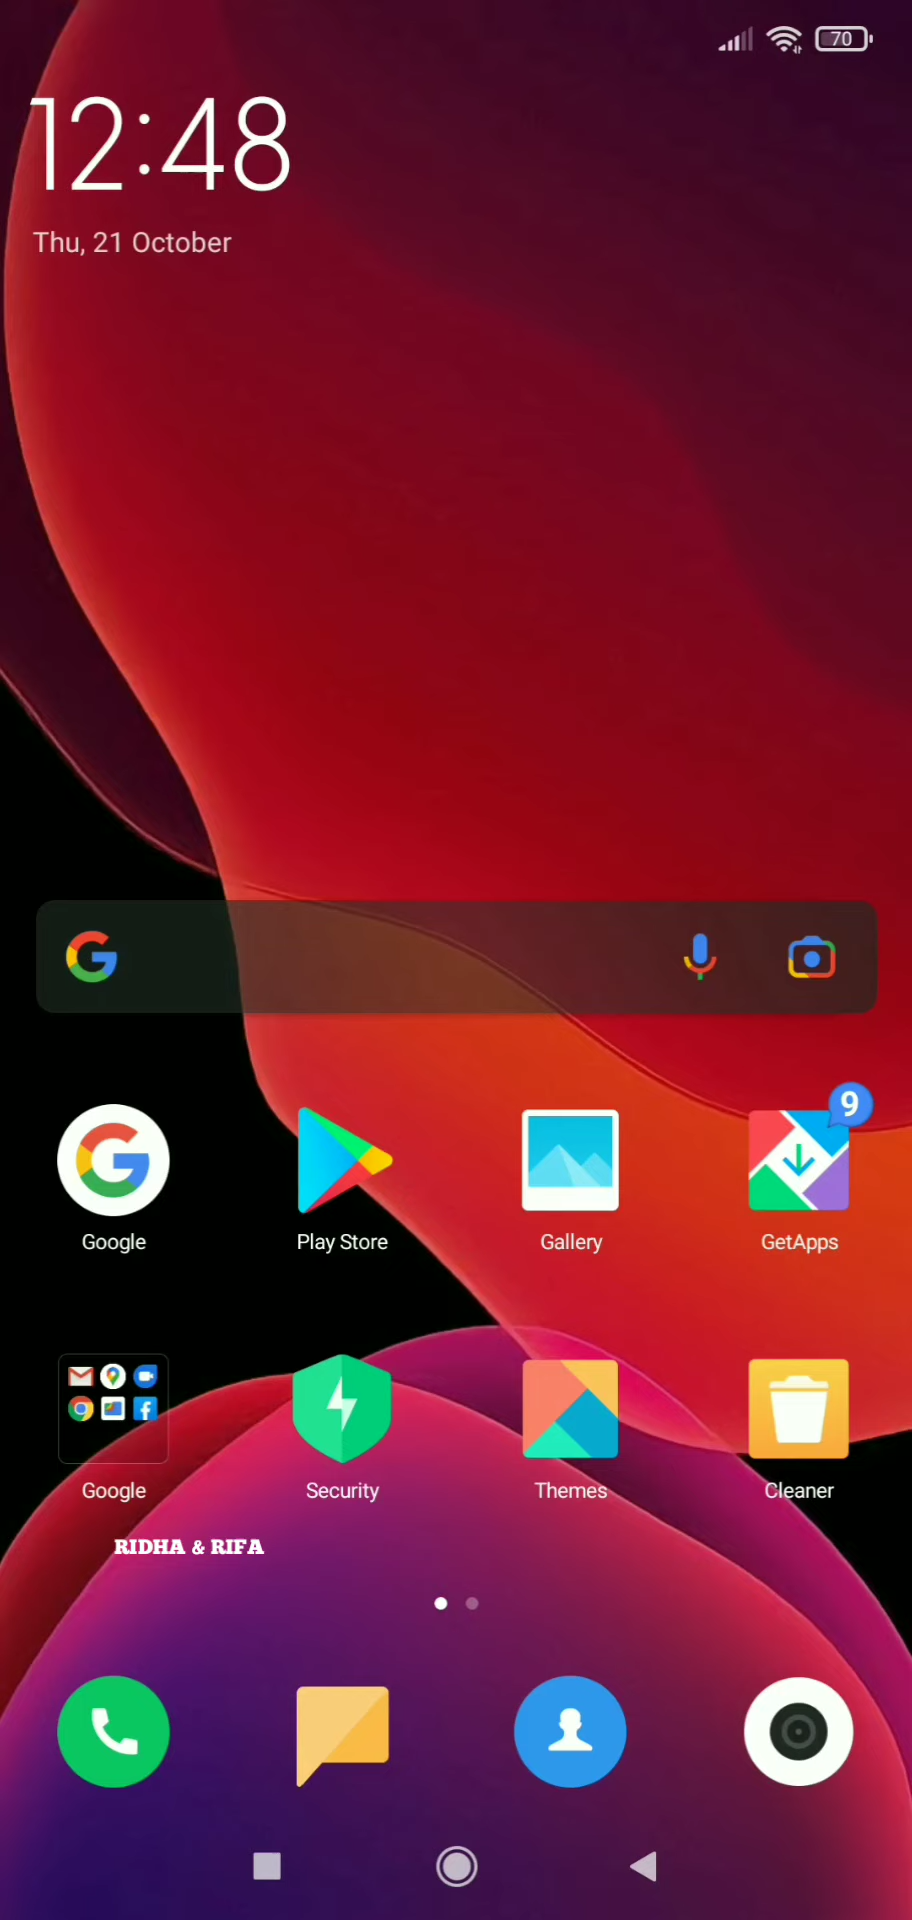 70
12:48
Thu, 21 October
9
Google Play Store Gallery GetApps
Google Security Themes Cleaner
RIDHA & RIFA